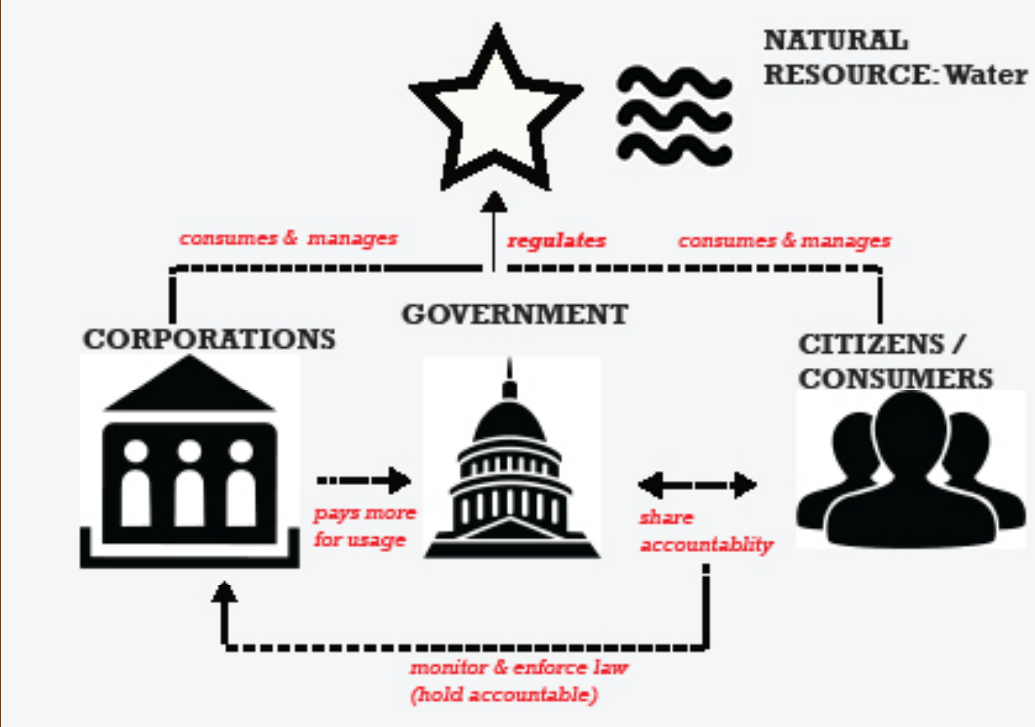 NATURAL
RESOURCE: Water
consumes & manages
regulates
consumes & manages
GOVERNMENT
CORPORATIONS
CITIZENS /
CONSUMERS
pays more
for usage
share
accountablity
monitor & enforce law
(hold accountable)